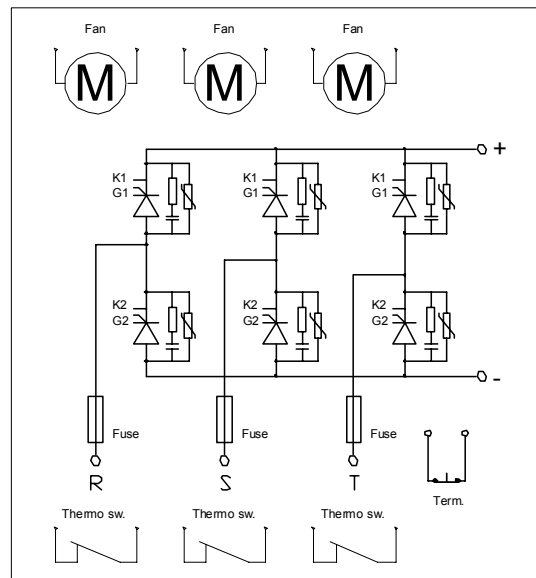 Fan Fan Fan
M M M
+
K1 K1 K1
G1 G1 G1
K2 K2 K2
G2 G2 G2
-
Fuse Fuse Fuse
R S T
Term.
Thermo sw. Thermo sw. Thermo sw.